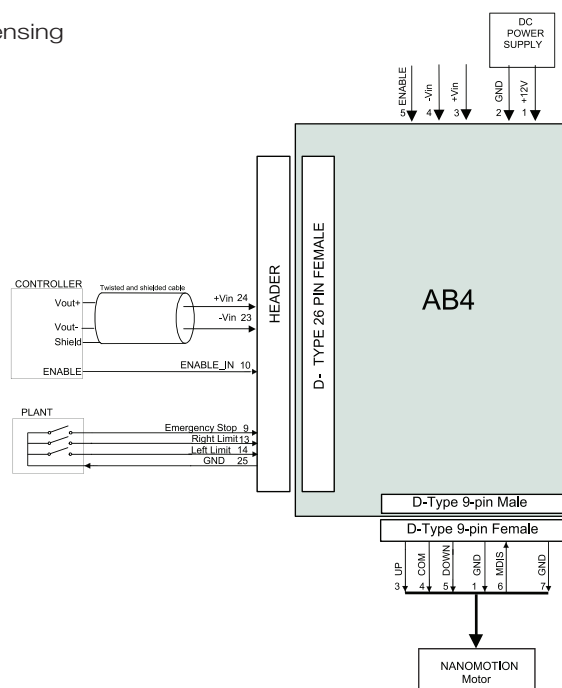 ensing
DC
POWER
SUPPLY
ENABLE
-Vin
+Vin
GND
+12V
5
4
3
2
1
HEADER
D- TYPE 26 PIN FEMALE
AB4
CONTROLLER
Twisted and shielded cable
Vout+
+Vin 24
Vout-
-Vin 23
Shield
ENABLE
ENABLE_IN 10
PLANT
Emergency Stop 9
Right Limit 13
Left Limit 14
GND 25
D-Type 9-pin Male
D-Type 9-pin Female
UP
COM
DOWN
GND
MDIS
GND
3
4
5
1
6
7
NANOMOTION
Motor